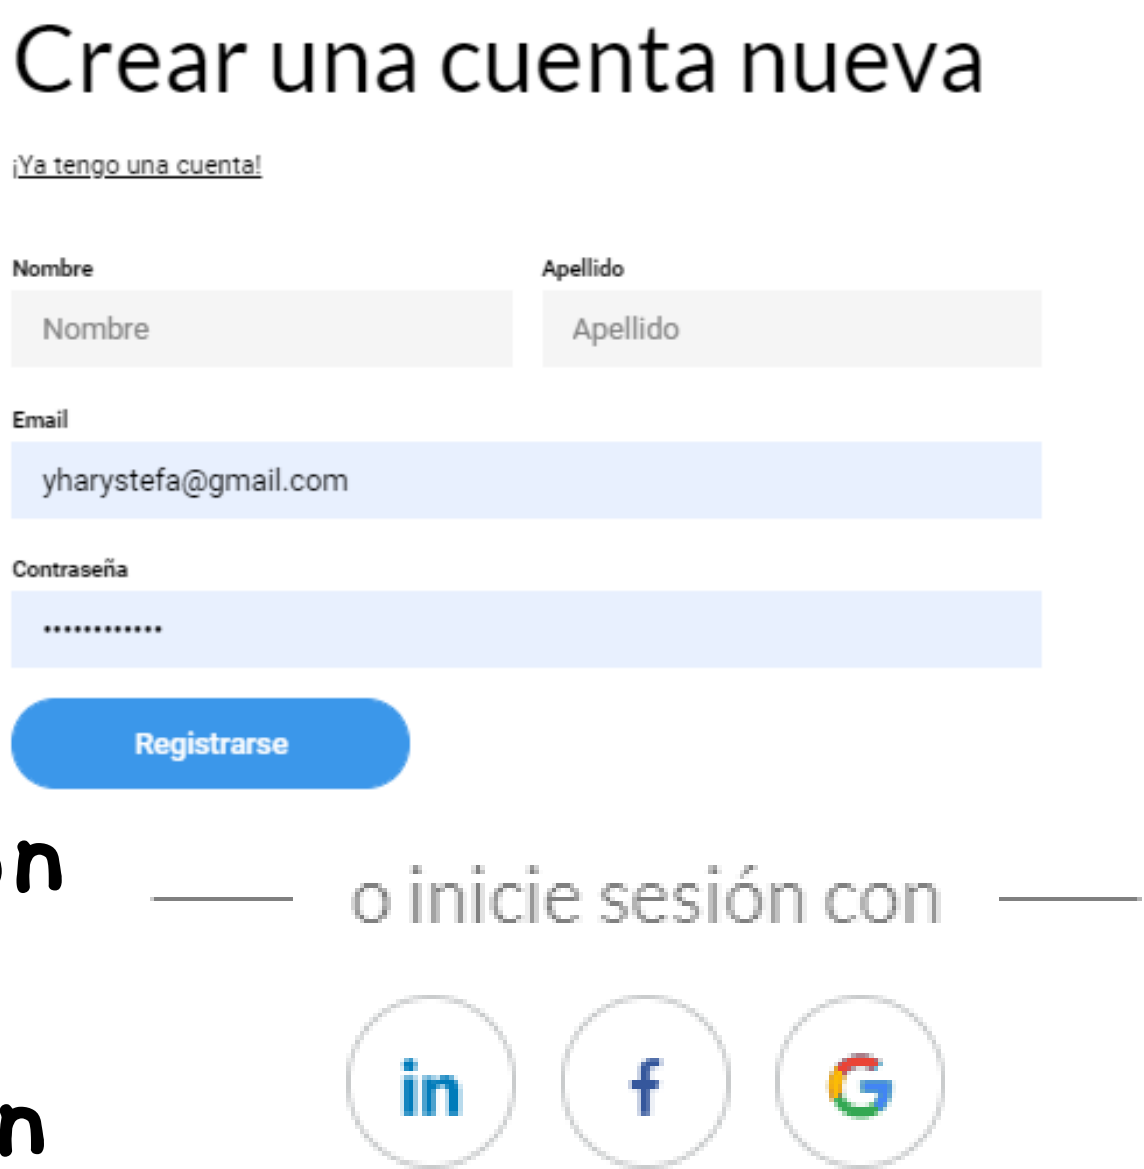 Crear una cuenta nueva
¡Ya tengo una cuenta!
Nombre Apellido
Nombre Apellido
Email
yharystefa@gmail.com
Contraseña
••••••••••••
Registrarse
o inicie sesión con
in f G